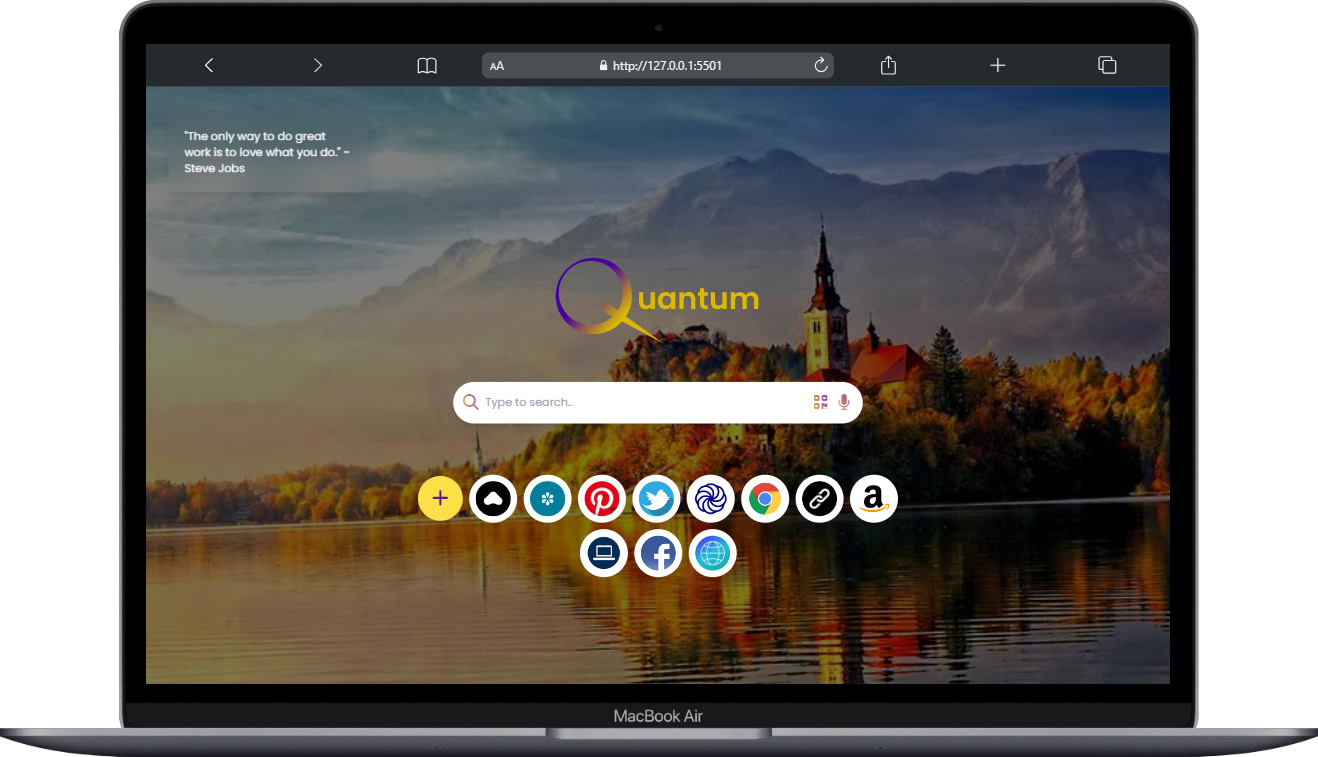 AA
http://127.0.0.1:5501
"The only way to do great
work is to love what you do." -
Steve Jobs
Quantum
Type to search..
a
MacBook Air